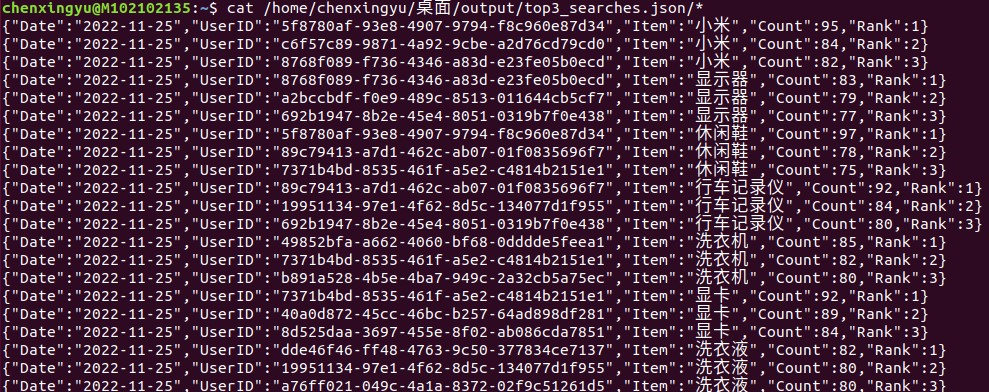 chenxingyu@M102102135:~$ cat /home/chenxingyu/桌面/output/top3_searches.json/*
{"Date":"2022-11-25","UserID":"5f8780af-93e8-4907-9794-f8c960e87d34","Item":"小米","Count":95,"Rank":1}
{"Date":"2022-11-25","UserID":"c6f57c89-9871-4a92-9cbe-a2d76cd79cd0","Item":"小米","Count":84,"Rank":2}
{"Date":"2022-11-25","UserID":"8768f089-f736-4346-a83d-e23fe05b0ecd","Item":"小米","Count":82,"Rank":3}
{"Date":"2022-11-25","UserID":"8768f089-f736-4346-a83d-e23fe05b0ecd","Item":"显示器","Count":83,"Rank":1}
{"Date":"2022-11-25","UserID":"a2bccbdf-f0e9-489c-8513-011644cb5cf7","Item":"显示器","Count":79,"Rank":2}
{"Date":"2022-11-25","UserID":"692b1947-8b2e-45e4-8051-0319b7f0e438","Item":"显示器","Count":77,"Rank":3}
{"Date":"2022-11-25","UserID":"5f8780af-93e8-4907-9794-f8c960e87d34","Item":"休闲鞋","Count":97,"Rank":1}
{"Date":"2022-11-25","UserID":"89c79413-a7d1-462c-ab07-01f0835696f7","Item":"休闲鞋","Count":78,"Rank":2}
{"Date":"2022-11-25","UserID":"7371b4bd-8535-461f-a5e2-c4814b2151e1","Item":"休闲鞋","Count":75,"Rank":3}
{"Date":"2022-11-25","UserID":"89c79413-a7d1-462c-ab07-01f0835696f7","Item":"行车记录仪","Count":92,"Rank":1}
{"Date":"2022-11-25","UserID":"19951134-97e1-4f62-8d5c-134077d1f955","Item":"行车记录仪","Count":84,"Rank":2}
{"Date":"2022-11-25","UserID":"692b1947-8b2e-45e4-8051-0319b7f0e438","Item":"行车记录仪","Count":80,"Rank":3}
{"Date":"2022-11-25","UserID":"49852bfa-a662-4060-bf68-0dddde5feea1","Item":"洗衣机","Count":85,"Rank":1}
{"Date":"2022-11-25","UserID":"7371b4bd-8535-461f-a5e2-c4814b2151e1","Item":"洗衣机","Count":82,"Rank":2}
{"Date":"2022-11-25","UserID":"b891a528-4b5e-4ba7-949c-2a32cb5a75ec","Item":"洗衣机","Count":80,"Rank":3}
{"Date":"2022-11-25","UserID":"7371b4bd-8535-461f-a5e2-c4814b2151e1","Item":"显卡","Count":92,"Rank":1}
{"Date":"2022-11-25","UserID":"40a0d872-45cc-46bc-b257-64ad898df281","Item":"显卡","Count":89,"Rank":2}
{"Date":"2022-11-25","UserID":"8d525daa-3697-455e-8f02-ab086cda7851","Item":"显卡","Count":84,"Rank":3}
{"Date":"2022-11-25","UserID":"dde46f46-ff48-4763-9c50-377834ce7137","Item":"洗衣液","Count":82,"Rank":1}
{"Date":"2022-11-25","UserID":"19951134-97e1-4f62-8d5c-134077d1f955","Item":"洗衣液","Count":80,"Rank":2}
{"Date":"2022-11-25","UserID":"a76ff021-049c-4a1a-8372-02f9c51261d5","Item":"洗衣液","Count":80,"Rank":3}